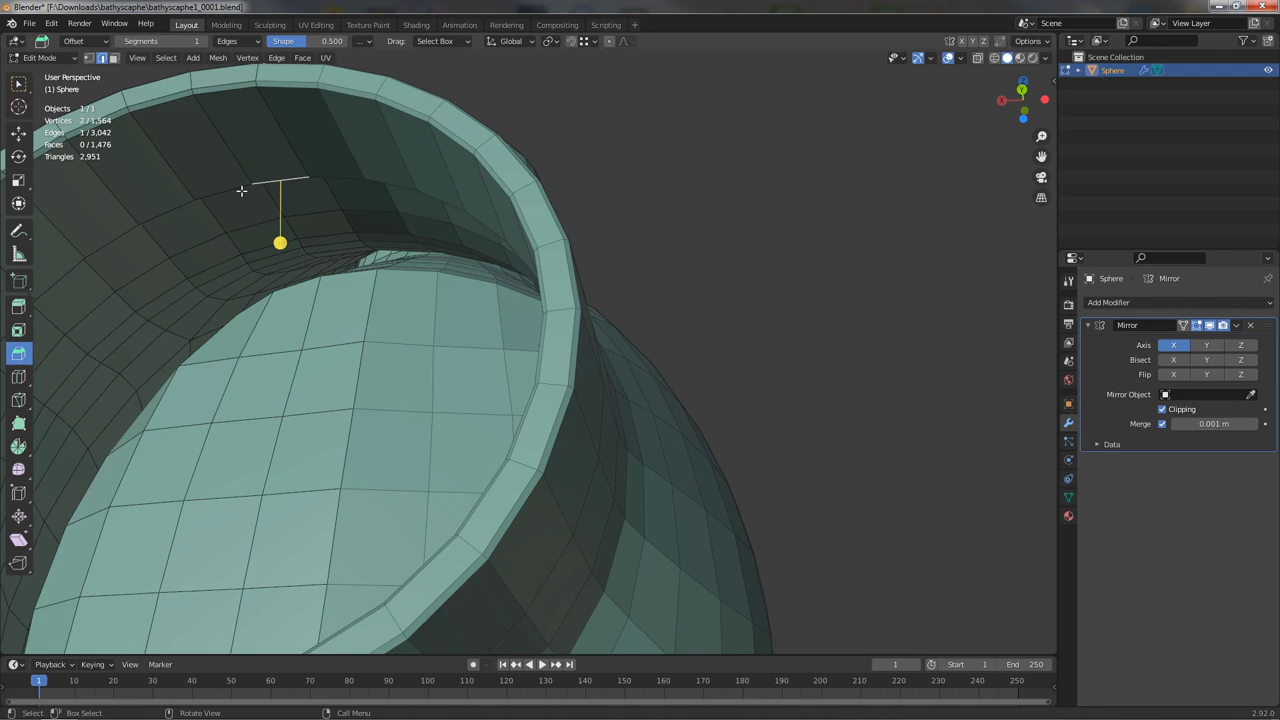 Blender* [F:\Downloads\bathyscaphe\bathyscaphe1_0001.blend]
File Edit Render Window Help Layout Modeling Sculpting UV Editing Texture Paint Shading Animation Rendering Compositing Scripting Scene View Layer
Offset Segments 1 Edges Shape 0.500 ... Drag: Select Box Global X Y Z Options
Edit Mode View Select Add Mesh Vertex Edge Face UV
User Perspective
(1) Sphere
Objects 1/1
Vertices 2/1,564
Edges 1/3,042
Faces 0/1,476
Triangles 2,951
Z
Y
X
Scene Collection
Sphere
Sphere Mirror
Add Modifier
Mirror
Axis X Y Z
Bisect X Y Z
Flip X Y Z
Mirror Object
Clipping
Merge 0.001 m
Data
Playback Keying View Marker 1 Start 1 End 250
1 10 20 30 40 50 60 70 80 90 100 110 120 130 140 150 160 170 180 190 200 210 220 230 240 250
Select Box Select Rotate View Call Menu 2.92.0